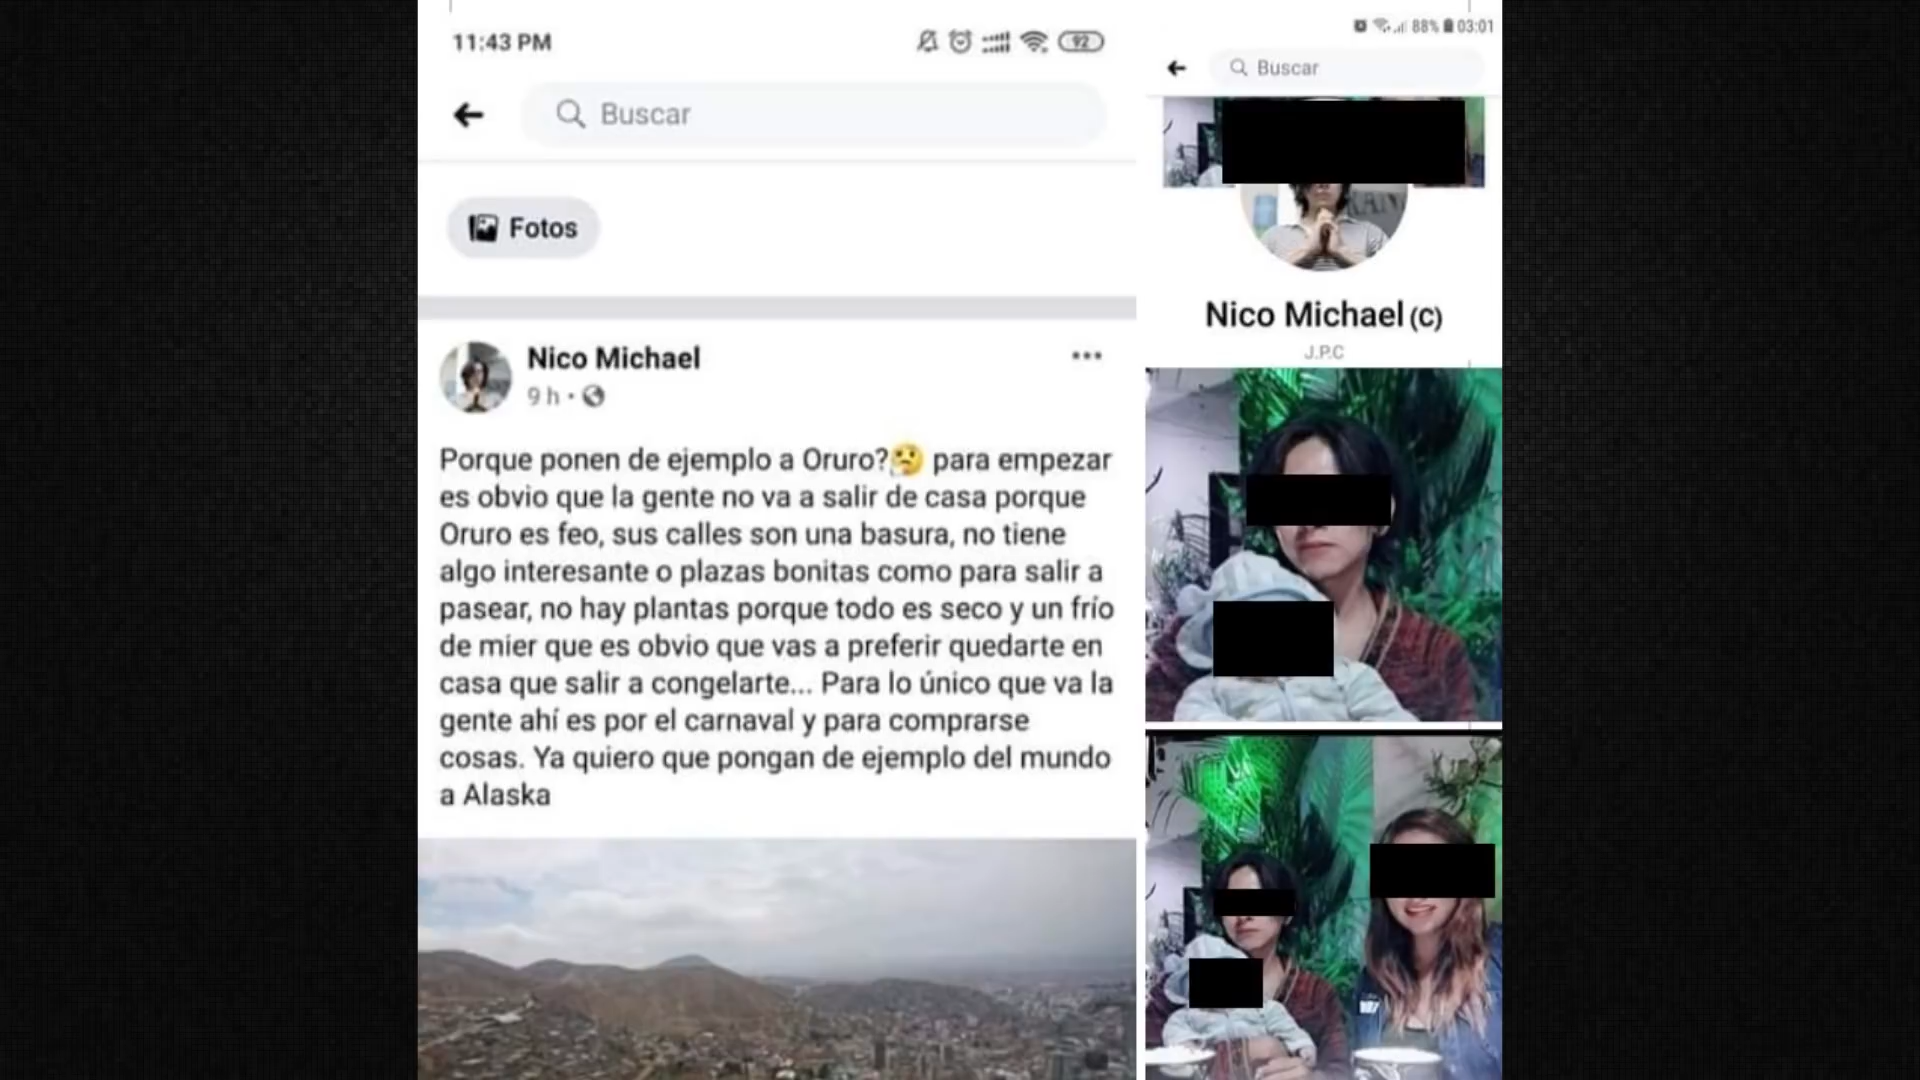 11:43 PM
92
Buscar
Fotos
Nico Michael
9 h
Porque ponen de ejemplo a Oruro?🤔 para empezar
es obvio que la gente no va a salir de casa porque
Oruro es feo, sus calles son una basura, no tiene
algo interesante o plazas bonitas como para salir a
pasear, no hay plantas porque todo es seco y un frío
de mier que es obvio que vas a preferir quedarte en
casa que salir a congelarte... Para lo único que va la
gente ahí es por el carnaval y para comprarse
cosas. Ya quiero que pongan de ejemplo del mundo
a Alaska
88% 03:01
Buscar
Nico Michael (C)
J.P.C